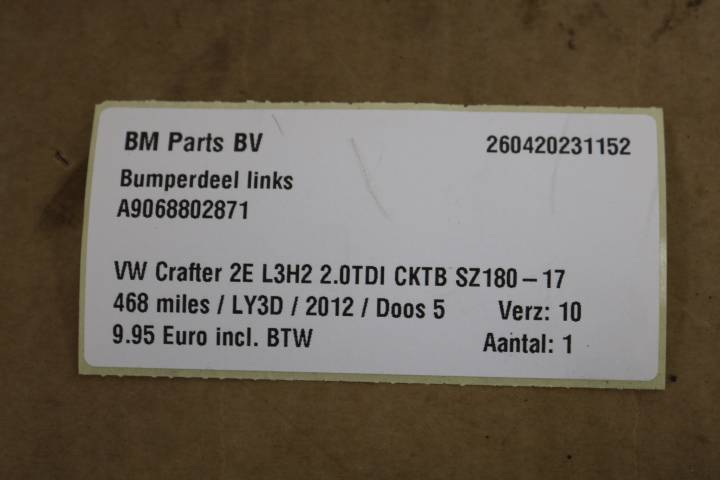 BM Parts BV 260420231152
Bumperdeel links
A9068802871
VW Crafter 2E L3H2 2.0TDI CKTB SZ180-17
468 miles / LY3D / 2012 / Doos 5 Verz: 10
9.95 Euro incl. BTW Aantal: 1